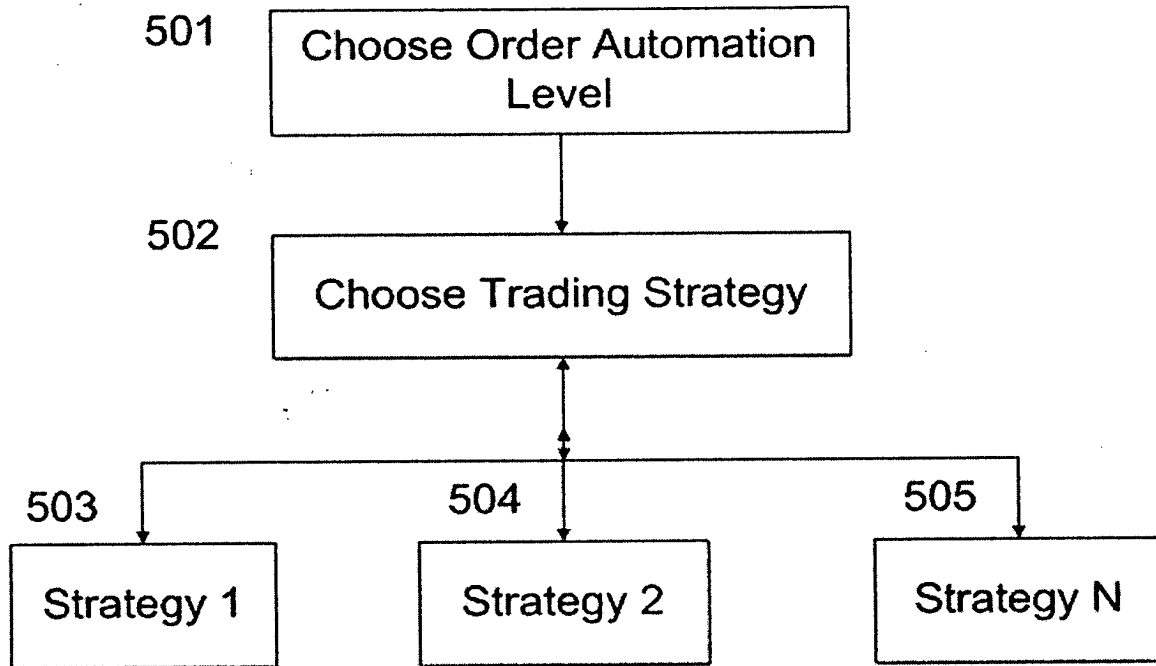 501
Choose Order Automation
Level
502
Choose Trading Strategy
503
504
505
Strategy 1
Strategy 2
Strategy N